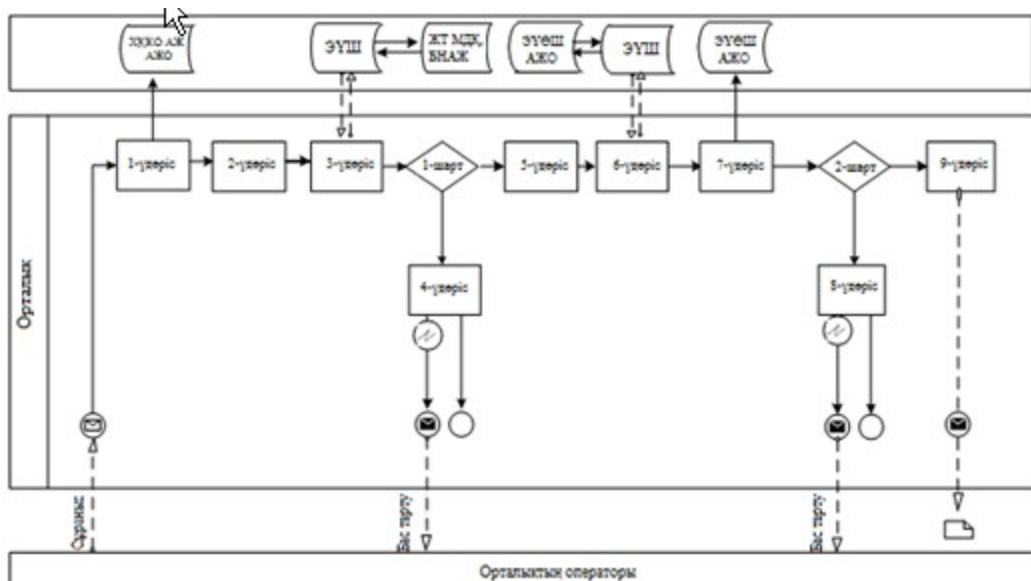 ХҚКО АЖ
АЖО
ЭҮШ
ЖТ МДҚ,
БНАЖ
ЭҮӨШ
АЖО
ЭҮШ
ЭҮӨШ
АЖО
1-үдеріс
2-үдеріс
3-үдеріс
1-шарт
5-үдеріс
6-үдеріс
7-үдеріс
2-шарт
9-үдеріс
4-үдеріс
8-үдеріс
Орталық
Сұраныс
Бас тарту
Бас тарту
Орталықтың операторы